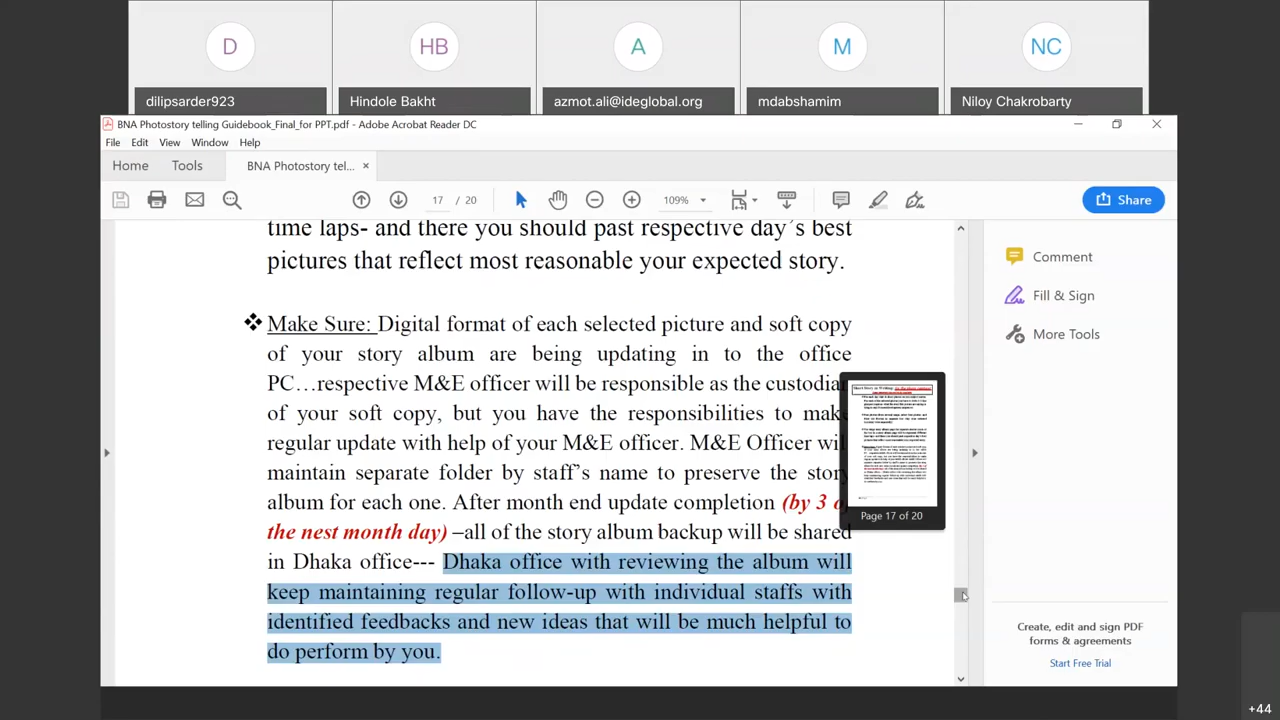 D
HB
A
M
NC
dilipsarder923
Hindole Bakht
azmot.ali@ideglobal.org
mdabshamim
Niloy Chakrobarty
BNA Photostory telling Guidebook_Final_for PPT.pdf - Adobe Acrobat Reader DC
File Edit View Window Help
Home Tools BNA Photostory tel... ×
17 / 20 109%
Share
time laps- and there you should past respective day's best
pictures that reflect most reasonable your expected story.
❖ Make Sure: Digital format of each selected picture and soft copy
of your story album are being updating in to the office
PC…respective M&E officer will be responsible as the custodian
of your soft copy, but you have the responsibilities to make
regular update with help of your M&E officer. M&E Officer will
maintain separate folder by staff's name to preserve the story
album for each one. After month end update completion (by 3 o
the nest month day) –all of the story album backup will be shared
in Dhaka office--- Dhaka office with reviewing the album will
keep maintaining regular follow-up with individual staffs with
identified feedbacks and new ideas that will be much helpful to
do perform by you.
Page 17 of 20
Comment
Fill & Sign
More Tools
Create, edit and sign PDF
forms & agreements
Start Free Trial
+44